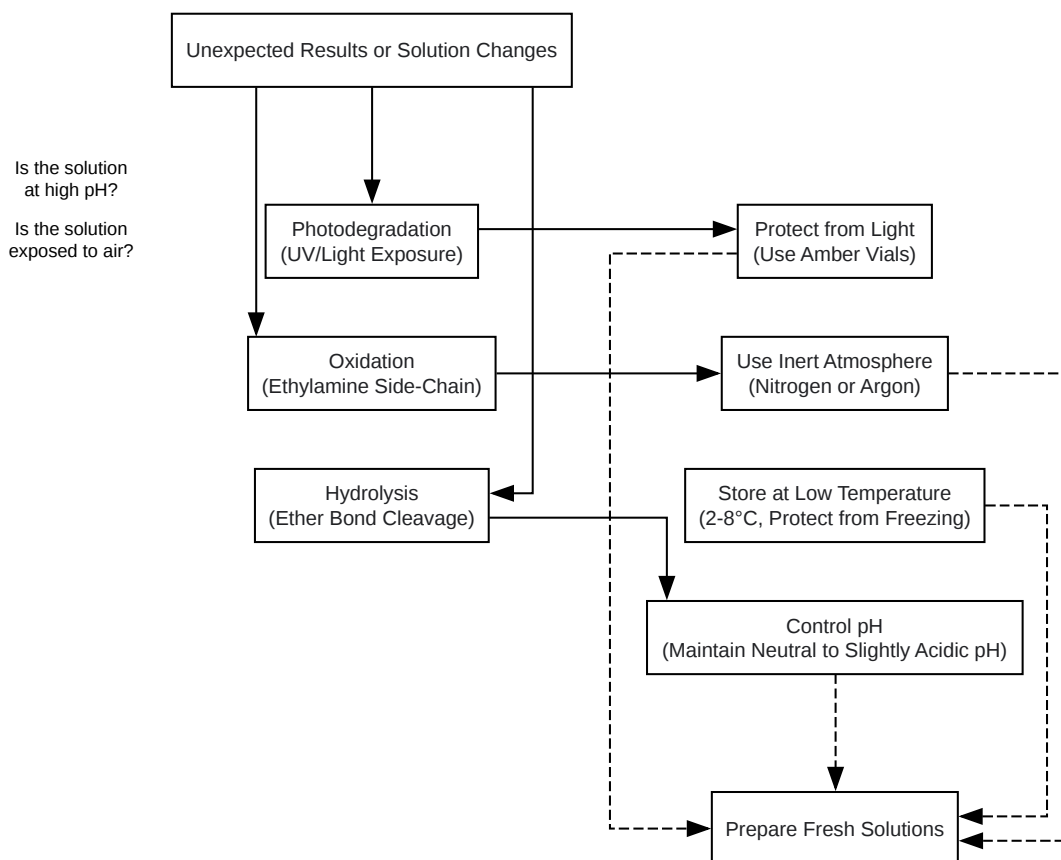 Unexpected Results or Solution Changes
Is the solution
at high pH?
Is the solution
exposed to air?
Photodegradation
(UV/Light Exposure)
Protect from Light
(Use Amber Vials)
Oxidation
(Ethylamine Side-Chain)
Use Inert Atmosphere
(Nitrogen or Argon)
Hydrolysis
(Ether Bond Cleavage)
Store at Low Temperature
(2-8°C, Protect from Freezing)
Control pH
(Maintain Neutral to Slightly Acidic pH)
Prepare Fresh Solutions